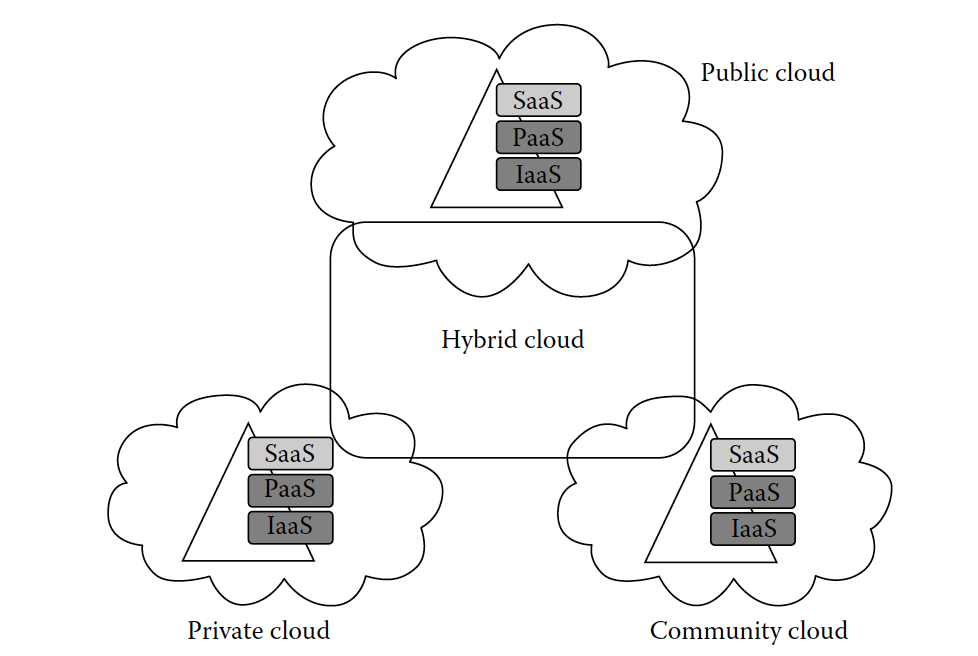 Public cloud
SaaS
PaaS
IaaS
Hybrid cloud
SaaS
PaaS
IaaS
Private cloud
SaaS
PaaS
IaaS
Community cloud